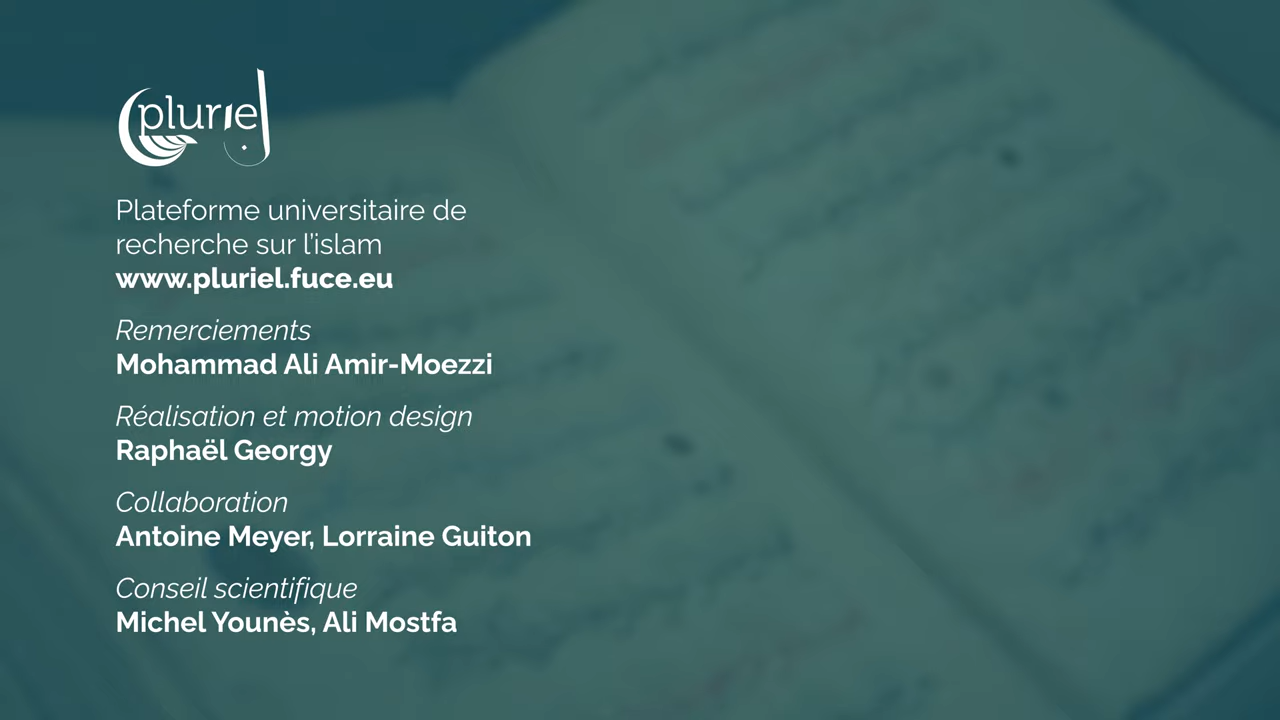 pluriel
Plateforme universitaire de
recherche sur l'islam
www.pluriel.fuce.eu
Remerciements
Mohammad Ali Amir-Moezzi
Réalisation et motion design
Raphaël Georgy
Collaboration
Antoine Meyer, Lorraine Guiton
Conseil scientifique
Michel Younès, Ali Mostfa